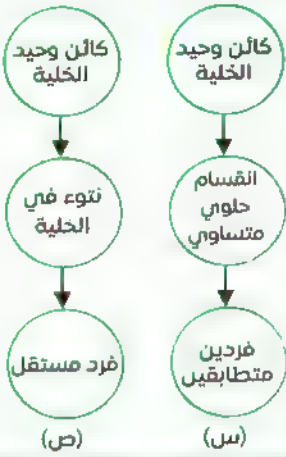 كائن وحيد
الخلية
انقسام
خلوي
متساوي
فردين
متطابقين
(س)
كائن وحيد
الخلية
نتوء في
الخلية
فرد مستقل
(ص)